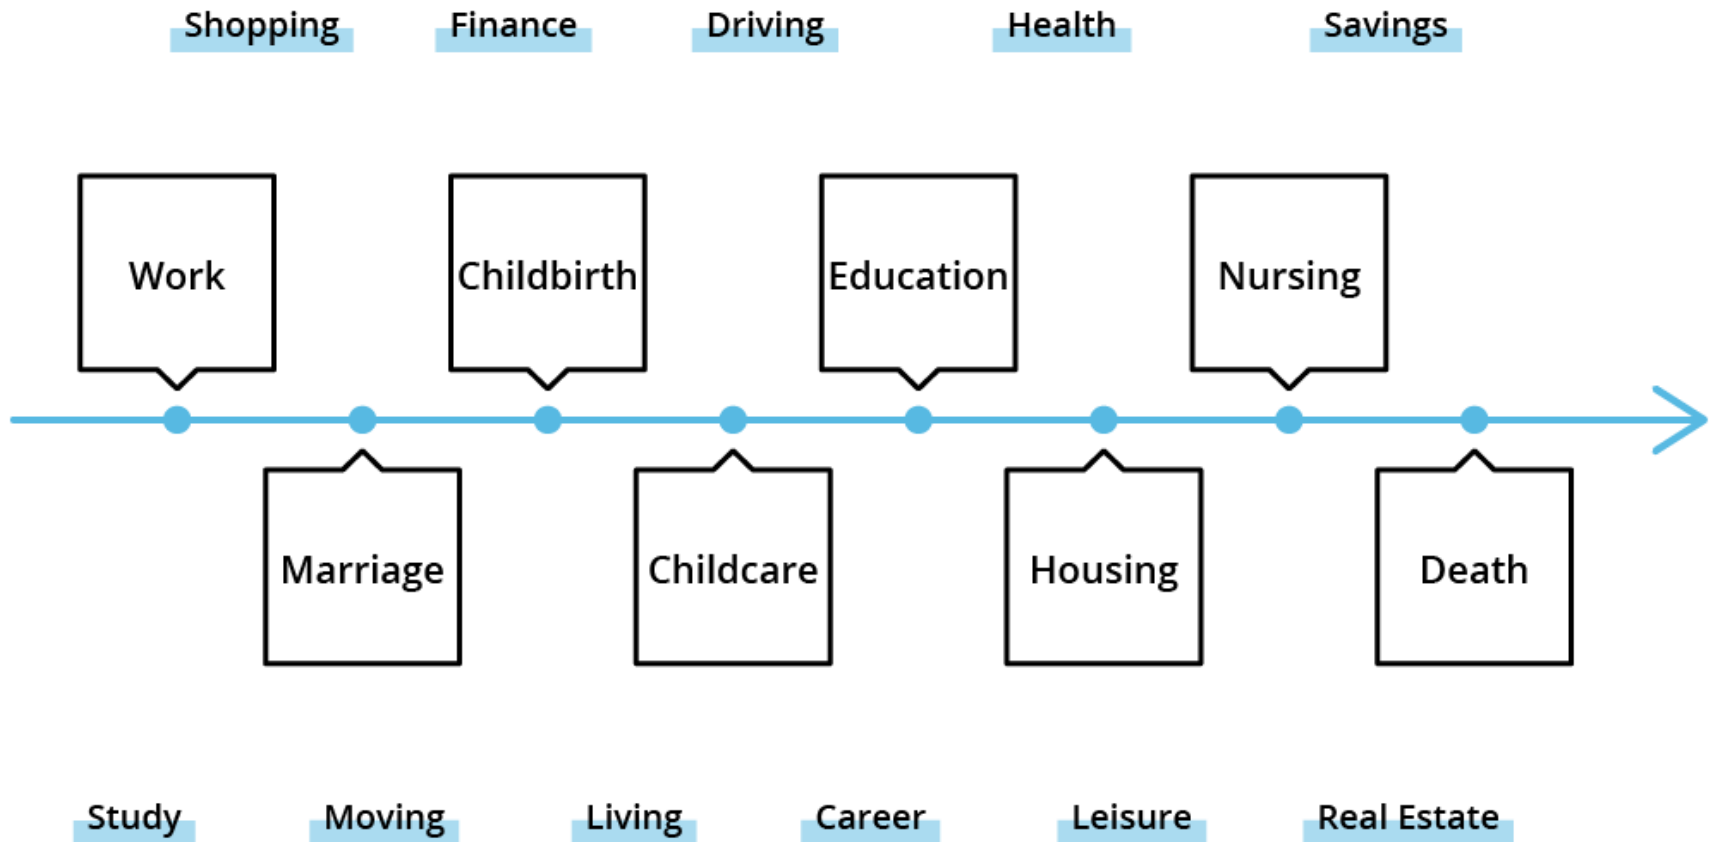 Shopping
Finance
Driving
Health
Savings
Work
Childbirth
Education
Nursing
Marriage
Childcare
Housing
Death
Study
Moving
Living
Career
Leisure
Real Estate